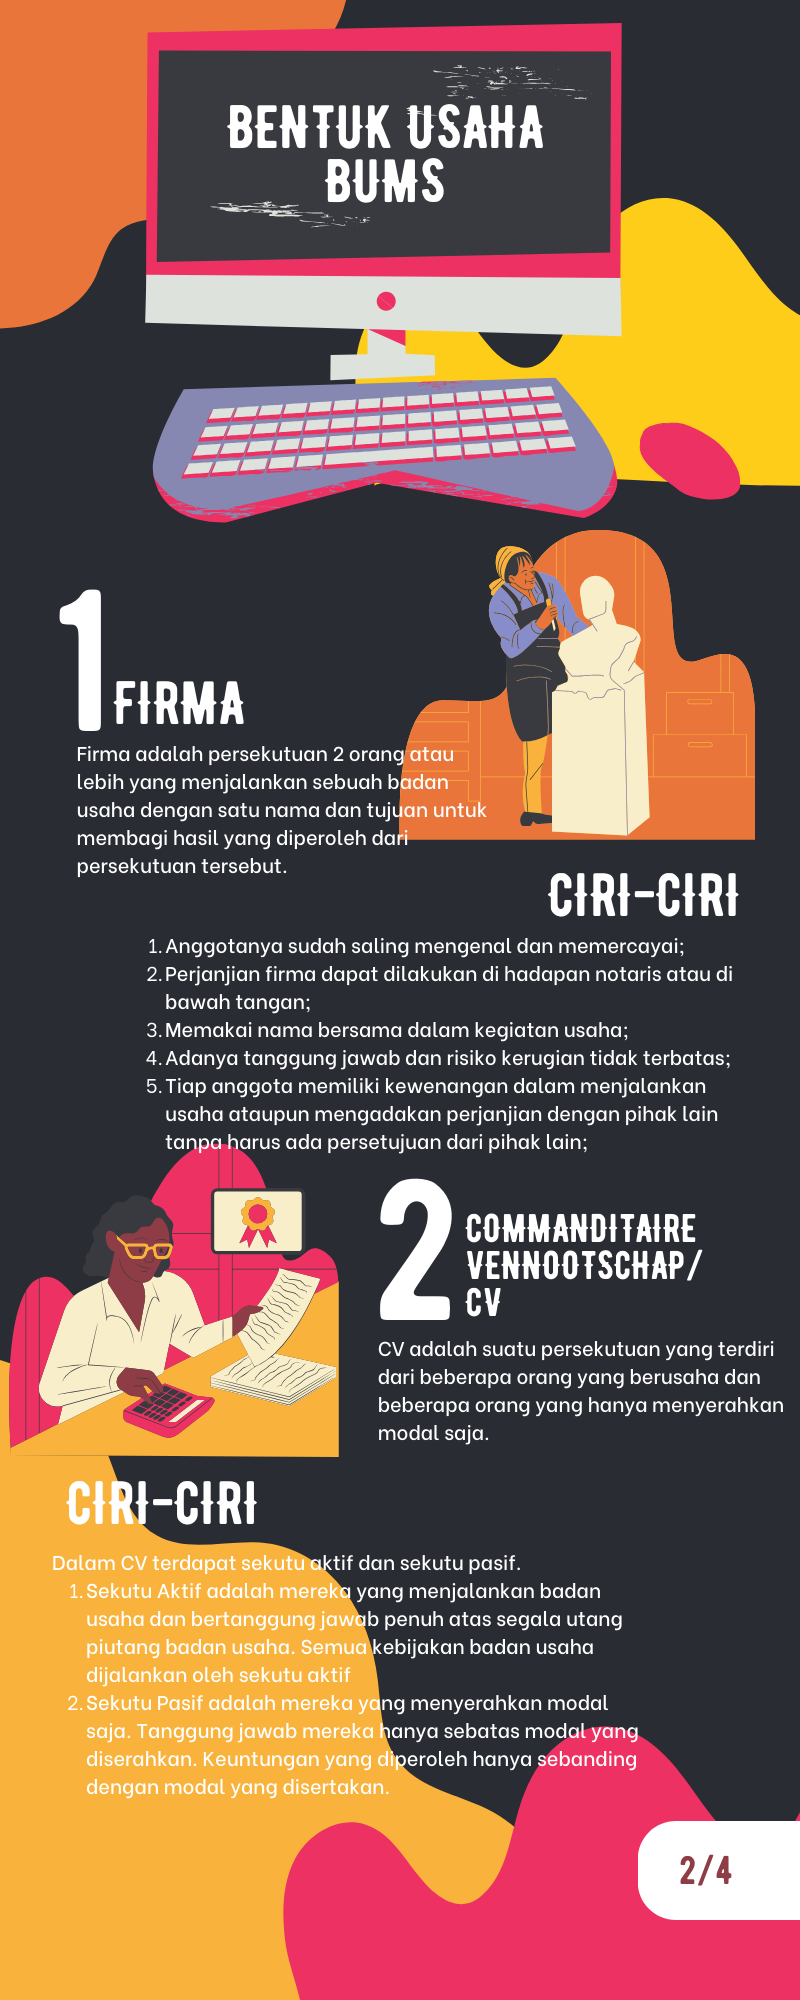 BENTUK USAHA
BUMS
1
FIRMA
Firma adalah persekutuan 2 orang atau
lebih yang menjalankan sebuah badan
usaha dengan satu nama dan tujuan untuk
membagi hasil yang diperoleh dari
persekutuan tersebut.
CIRI-CIRI
1. Anggotanya sudah saling mengenal dan memercayai;
2. Perjanjian firma dapat dilakukan di hadapan notaris atau di
bawah tangan;
3. Memakai nama bersama dalam kegiatan usaha;
4. Adanya tanggung jawab dan risiko kerugian tidak terbatas;
5. Tiap anggota memiliki kewenangan dalam menjalankan
usaha ataupun mengadakan perjanjian dengan pihak lain
tanpa harus ada persetujuan dari pihak lain;
2
COMMANDITAIRE
VENNOOTSCHAP/
CV
CV adalah suatu persekutuan yang terdiri
dari beberapa orang yang berusaha dan
beberapa orang yang hanya menyerahkan
modal saja.
CIRI-CIRI
Dalam CV terdapat sekutu aktif dan sekutu pasif.
1. Sekutu Aktif adalah mereka yang menjalankan badan
usaha dan bertanggung jawab penuh atas segala utang
piutang badan usaha. Semua kebijakan badan usaha
dijalankan oleh sekutu aktif
2. Sekutu Pasif adalah mereka yang menyerahkan modal
saja. Tanggung jawab mereka hanya sebatas modal yang
diserahkan. Keuntungan yang diperoleh hanya sebanding
dengan modal yang disertakan.
2/4